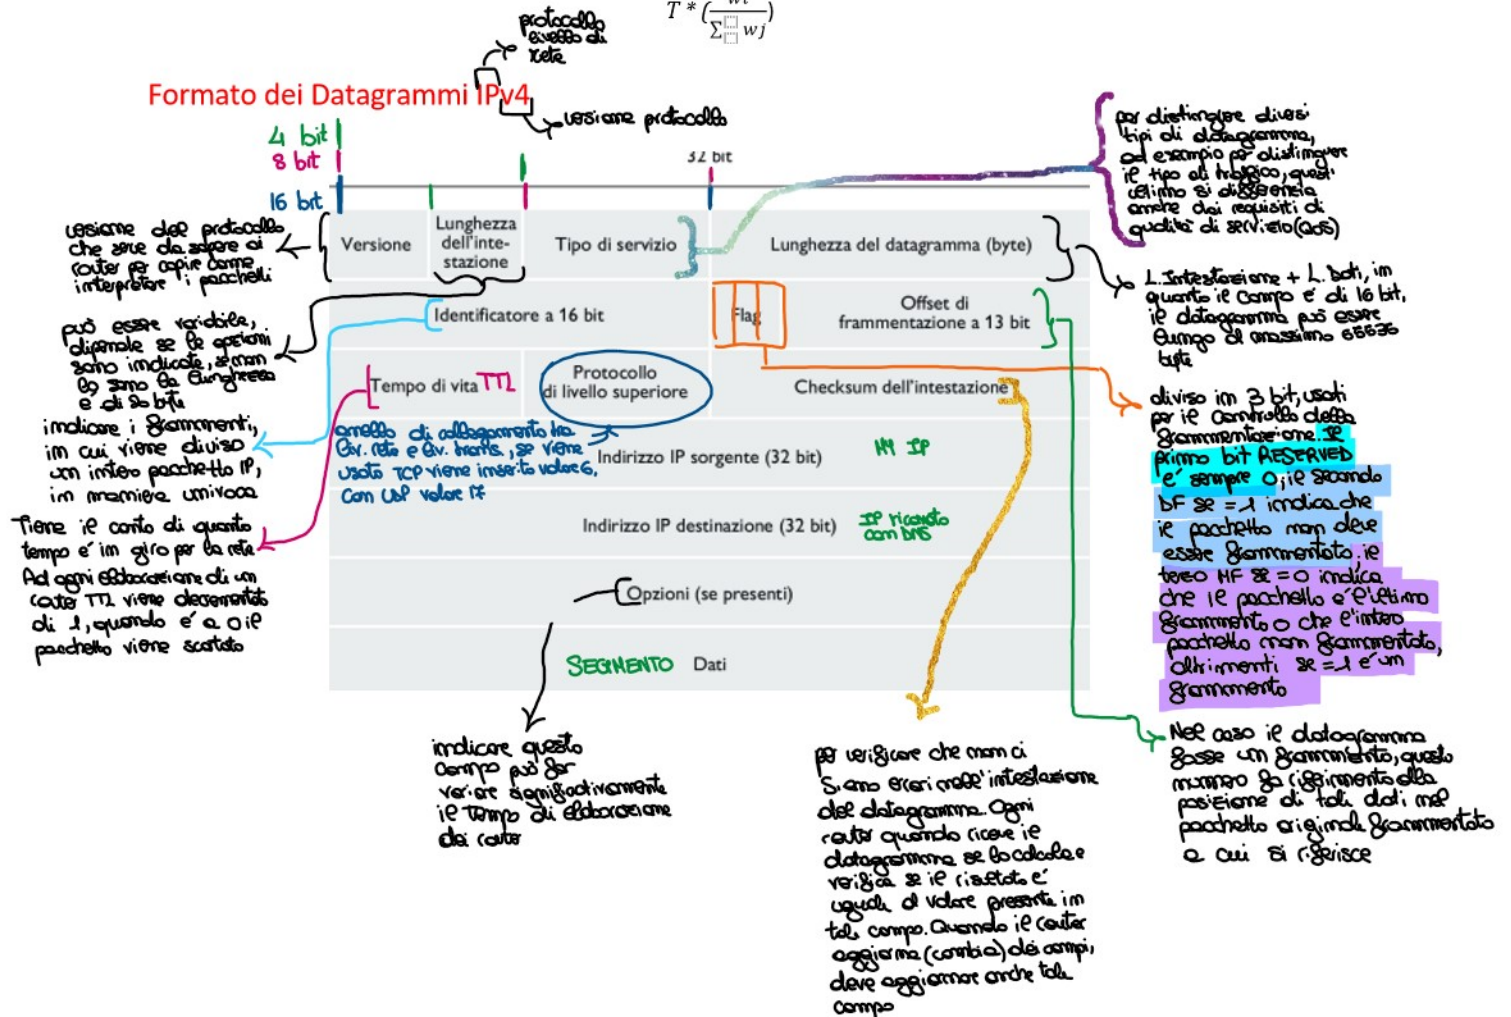 T * (wi / ∑ wj)
protocollo
livello di
rete
Formato dei Datagrammi IPv4
versione protocollo
4 bit
8 bit
16 bit
32 bit
per distinguere diversi
tipi di datagramma,
ad esempio per distinguere
il tipo di traffico, quest'
ultimo si differenzia
anche dai requisiti di
qualità di servizio (QoS)
versione del protocollo
che serve da sapere ai
router per capire come
interpretare i pacchetti
Versione
Lunghezza
dell'inte-
stazione
Tipo di servizio
Lunghezza del datagramma (byte)
L. Intestazione + L. Dati, in
quanto il campo è di 16 bit,
il datagramma può essere
lungo al massimo 65535
byte
può essere variabile,
dipende se le opzioni
sono indicate, se non
lo sono la lunghezza
è di 20 byte
Identificatore a 16 bit
Flag
Offset di
frammentazione a 13 bit
indicare i frammenti,
in cui viene diviso
un intero pacchetto IP,
in maniera univoca
Tempo di vita TTL
Protocollo
di livello superiore
Checksum dell'intestazione
diviso in 3 bit, usati
per il controllo della
frammentazione. Il
primo bit RESERVED
è sempre 0, il secondo
DF se = 1 indica che
il pacchetto non deve
essere frammentato, il
terzo MF se = 0 indica
che il pacchetto è l'ultimo
frammento o che l'intero
pacchetto non frammentato,
altrimenti se = 1 è un
frammento
anello di collegamento tra
liv. rete e liv. trans., se viene
usato TCP viene inserito valore 6,
con UDP valore 17
Indirizzo IP sorgente (32 bit) MY IP
Tiene il conto di quanto
tempo è in giro per la rete
Ad ogni elaborazione di un
router TTL viene decrementato
di 1, quando è a 0 il
pacchetto viene scartato
Indirizzo IP destinazione (32 bit)
IP ricavato
con DNS
Opzioni (se presenti)
SEGMENTO Dati
indicare questo
campo può far
variare significativamente
il tempo di elaborazione
dei router
per verificare che non ci
siano errori nell'intestazione
del datagramma. Ogni
router quando riceve il
datagramma se lo calcola e
verifica se il risultato è
uguale al valore presente in
tale campo. Quando il router
aggiorna (cambia) dei campi,
deve aggiornare anche tale
campo
Nel caso il datagramma
fosse un frammento, questo
numero fa riferimento alla
posizione di tali dati nel
pacchetto originale frammentato
a cui si riferisce